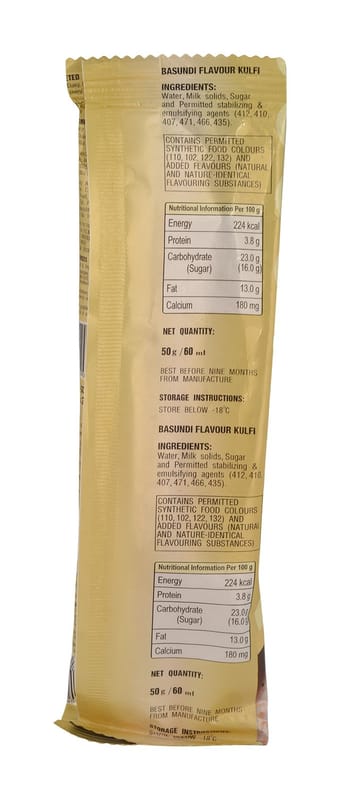 BASUNDI FLAVOUR KULFI
INGREDIENTS:
Water, Milk solids, Sugar
and Permitted stabilizing &
emulsifying agents (412, 410,
407, 471, 466, 435).
CONTAINS PERMITTED
SYNTHETIC FOOD COLOURS
(110, 102, 122, 132) AND
ADDED FLAVOURS (NATURAL
AND NATURE-IDENTICAL
FLAVOURING SUBSTANCES)
Nutritional Information Per 100 g
Energy 224 kcal
Protein 3.8 g
Carbohydrate 23.0 g
(Sugar) (16.0 g)
Fat 13.0 g
Calcium 180 mg
NET QUANTITY:
50 g / 60 ml
BEST BEFORE NINE MONTHS
FROM MANUFACTURE
STORAGE INSTRUCTIONS:
STORE BELOW -18°C
BASUNDI FLAVOUR KULFI
INGREDIENTS:
Water, Milk solids, Sugar
and Permitted stabilizing &
emulsifying agents (412, 410,
407, 471, 466, 435).
CONTAINS PERMITTED
SYNTHETIC FOOD COLOURS
(110, 102, 122, 132) AND
ADDED FLAVOURS (NATURAL
AND NATURE-IDENTICAL
FLAVOURING SUBSTANCES)
Nutritional Information Per 100 g
Energy 224 kcal
Protein 3.8 g
Carbohydrate 23.0 g
(Sugar) (16.0 g
Fat 13.0 g
Calcium 180 mg
NET QUANTITY:
50 g / 60 ml
BEST BEFORE NINE MONTHS
FROM MANUFACTURE
STORAGE INSTRUCTIONS:
STORE BELOW -18°C